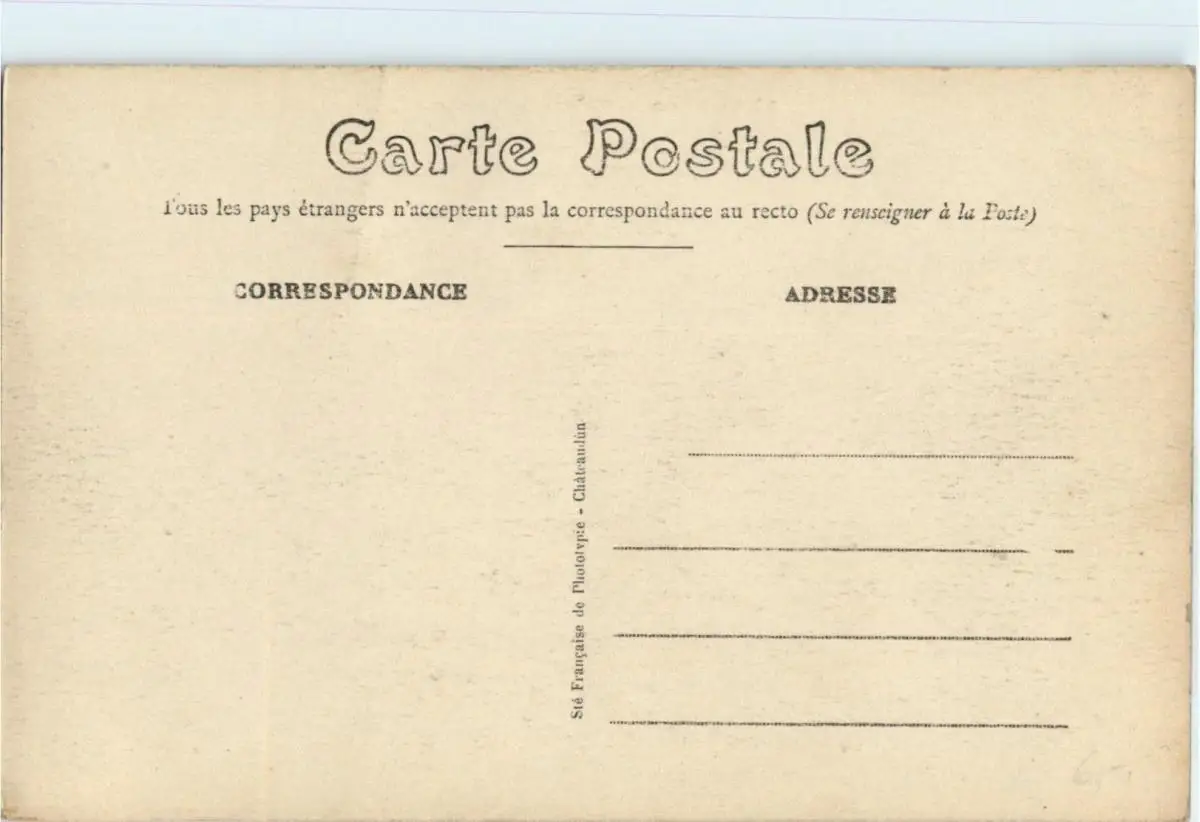 Carte Postale
Tous les pays étrangers n'acceptent pas la correspondance au recto (Se renseigner à la Poste)
CORRESPONDANCE
ADRESSE
Sté Française de Phototypie - Châteaudun